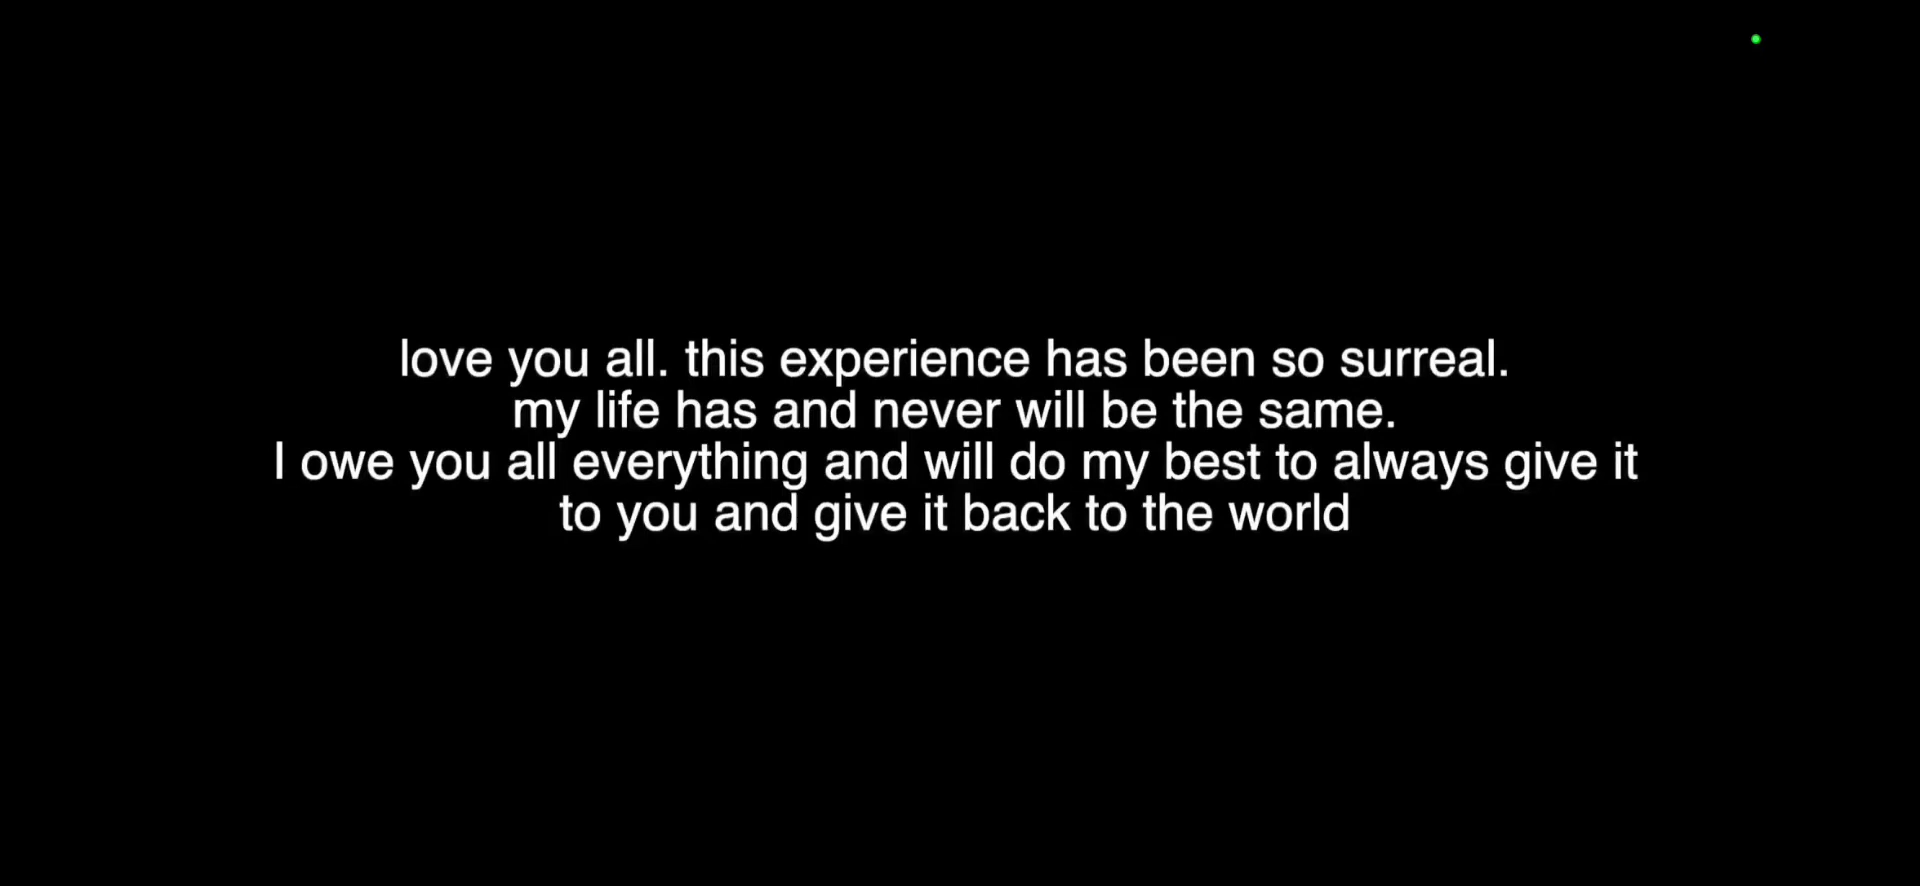 love you all. this experience has been so surreal.
my life has and never will be the same.
I owe you all everything and will do my best to always give it
to you and give it back to the world